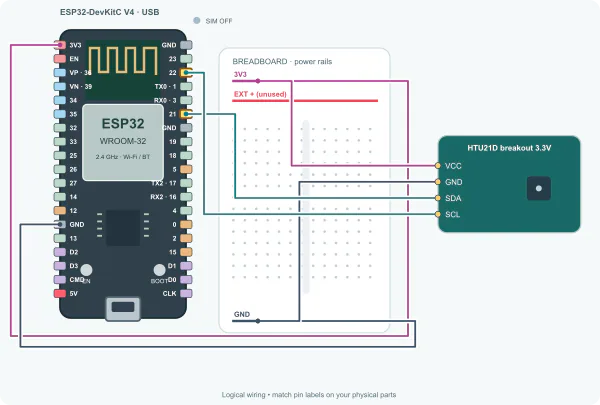 ESP32-DevKitC V4 · USB
SIM OFF
3V3
EN
VP · 36
VN · 39
34
35
32
33
25
26
27
14
12
GND
13
D2
D3
CMD
5V
GND
23
22
TX0 · 1
RX0 · 3
21
GND
19
18
5
TX2 · 17
RX2 · 16
4
0
2
15
D1
D0
CLK
ESP32
WROOM-32
2.4 GHz · Wi-Fi / BT
EN
BOOT
BREADBOARD · power rails
3V3
EXT + (unused)
GND
HTU21D breakout 3.3V
VCC
GND
SDA
SCL
Logical wiring • match pin labels on your physical parts